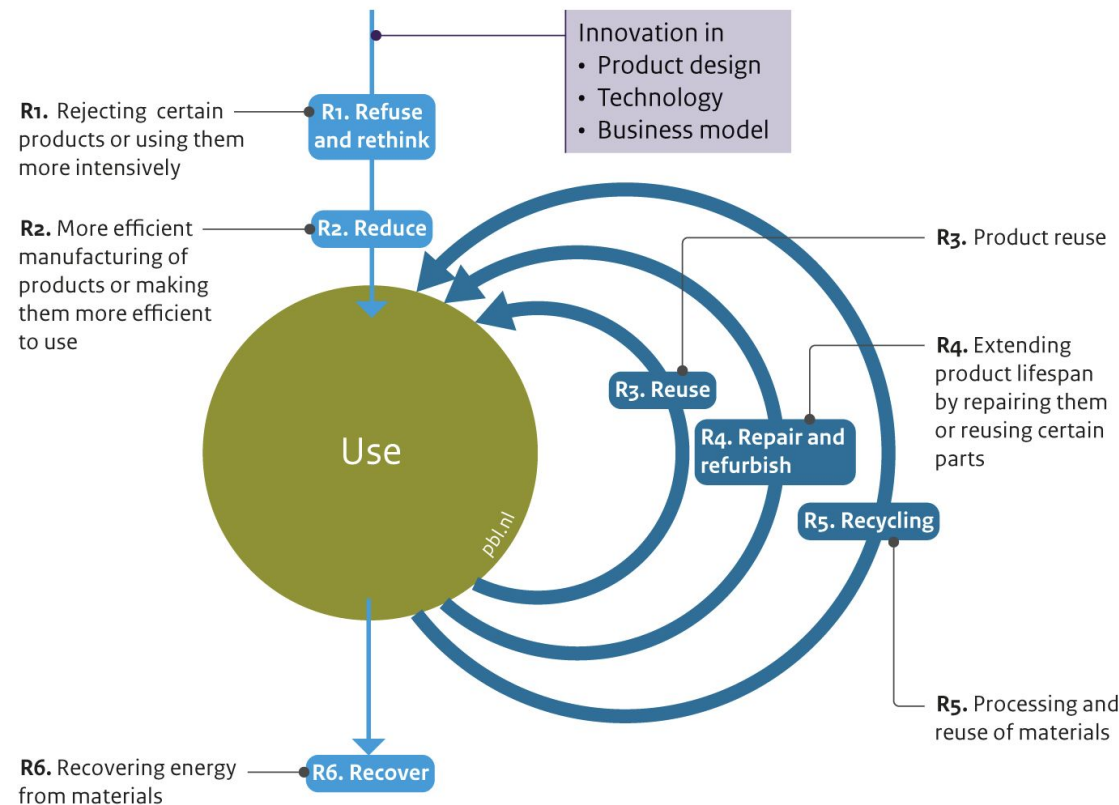 Innovation in
• Product design
• Technology
• Business model
R1. Rejecting certain
products or using them
more intensively
R1. Refuse
and rethink
R2. More efficient
manufacturing of
products or making
them more efficient
to use
R2. Reduce
R3. Product reuse
R3. Reuse
R4. Extending
product lifespan
by repairing them
or reusing certain
parts
R4. Repair and
refurbish
Use
pbl.nl
R5. Recycling
R5. Processing and
reuse of materials
R6. Recovering energy
from materials
R6. Recover